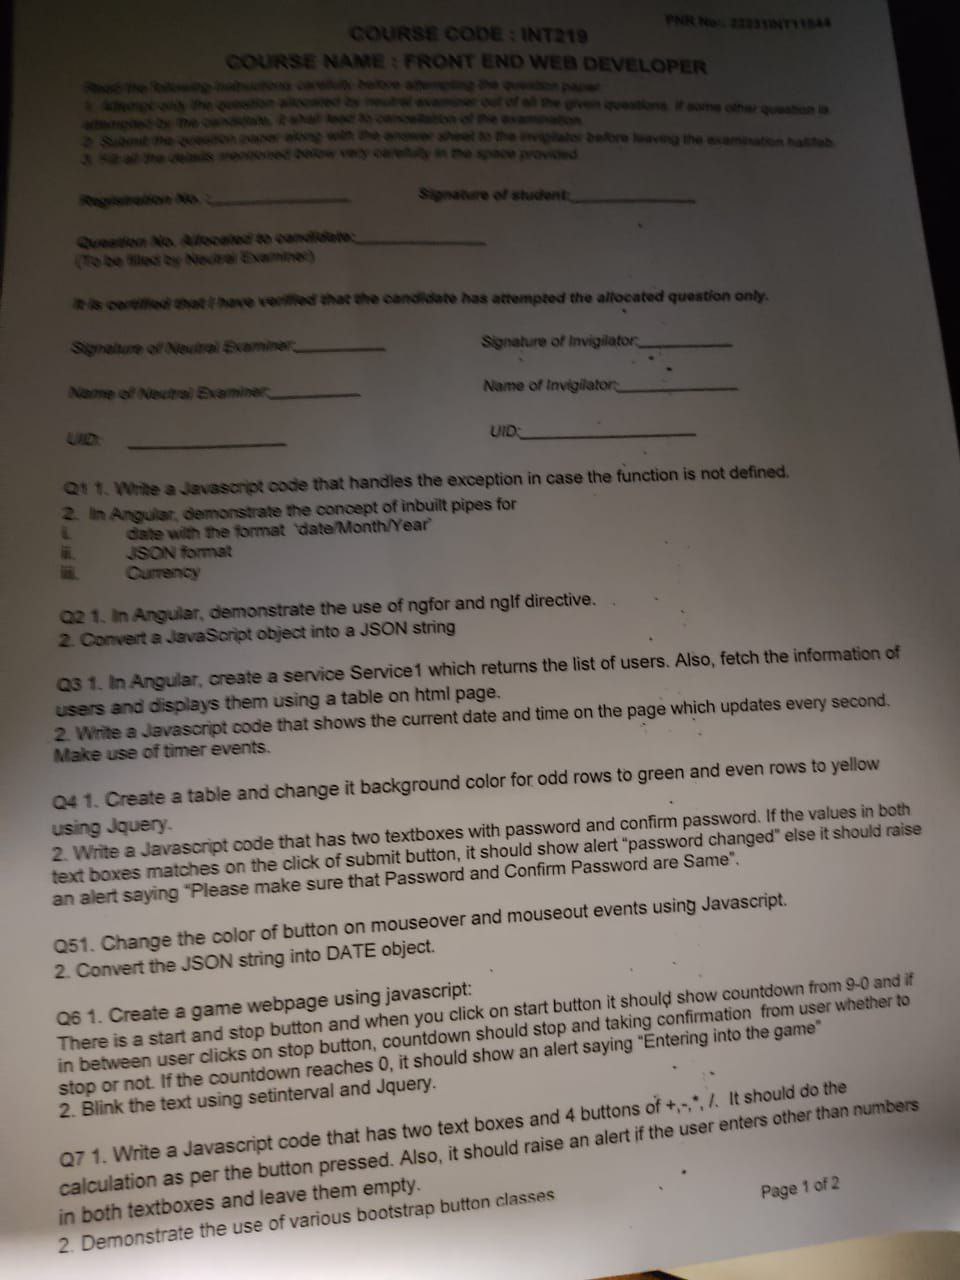 PNR No:: 22231INT11844
COURSE CODE : INT219
COURSE NAME : FRONT END WEB DEVELOPER
Read the following instructions carefully before attempting the question paper
1. Attempt only the question allocated by neutral examiner out of all the given questions. If some other question is
attempted by the candidate, it shall lead to cancellation of the examination
2. Submit the question paper along with the answer sheet to the invigilator before leaving the examination hall/lab
3. Fill all the details mentioned below very carefully in the space provided
Registration No. : Signature of student:
Question No. Allocated to candidate:
(To be filled by Neutral Examiner)
It is certified that I have verified that the candidate has attempted the allocated question only.
Signature of Neutral Examiner: Signature of Invigilator:
Name of Neutral Examiner: Name of Invigilator:
UID: UID:
Q1 1. Write a Javascript code that handles the exception in case the function is not defined.
2. In Angular, demonstrate the concept of inbuilt pipes for
i. date with the format 'date/Month/Year'
ii. JSON format
iii. Currency
Q2 1. In Angular, demonstrate the use of ngfor and ngIf directive.
2. Convert a JavaScript object into a JSON string
Q3 1. In Angular, create a service Service1 which returns the list of users. Also, fetch the information of
users and displays them using a table on html page.
2. Write a Javascript code that shows the current date and time on the page which updates every second.
Make use of timer events.
Q4 1. Create a table and change it background color for odd rows to green and even rows to yellow
using Jquery.
2. Write a Javascript code that has two textboxes with password and confirm password. If the values in both
text boxes matches on the click of submit button, it should show alert "password changed" else it should raise
an alert saying "Please make sure that Password and Confirm Password are Same".
Q51. Change the color of button on mouseover and mouseout events using Javascript.
2. Convert the JSON string into DATE object.
Q6 1. Create a game webpage using javascript:
There is a start and stop button and when you click on start button it should show countdown from 9-0 and if
in between user clicks on stop button, countdown should stop and taking confirmation from user whether to
stop or not. If the countdown reaches 0, it should show an alert saying "Entering into the game"
2. Blink the text using setinterval and Jquery.
Q7 1. Write a Javascript code that has two text boxes and 4 buttons of +,-,*, /. It should do the
calculation as per the button pressed. Also, it should raise an alert if the user enters other than numbers
in both textboxes and leave them empty.
2. Demonstrate the use of various bootstrap button classes
Page 1 of 2